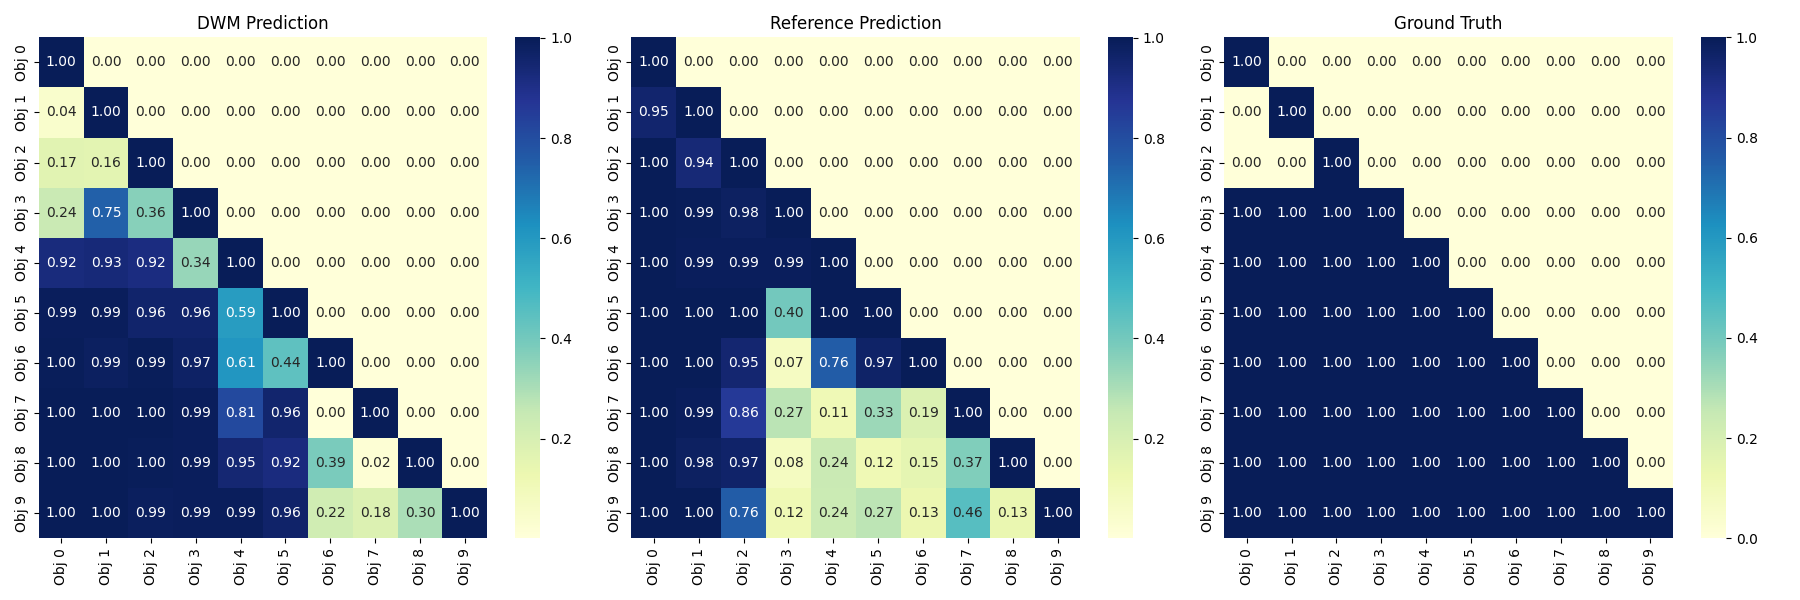 DWM Prediction
Reference Prediction
Ground Truth
Obj 0 1.00 0.00 0.00 0.00 0.00 0.00 0.00 0.00 0.00 0.00
Obj 1 0.04 1.00 0.00 0.00 0.00 0.00 0.00 0.00 0.00 0.00
Obj 2 0.17 0.16 1.00 0.00 0.00 0.00 0.00 0.00 0.00 0.00
Obj 3 0.24 0.75 0.36 1.00 0.00 0.00 0.00 0.00 0.00 0.00
Obj 4 0.92 0.93 0.92 0.34 1.00 0.00 0.00 0.00 0.00 0.00
Obj 5 0.99 0.99 0.96 0.96 0.59 1.00 0.00 0.00 0.00 0.00
Obj 6 1.00 0.99 0.99 0.97 0.61 0.44 1.00 0.00 0.00 0.00
Obj 7 1.00 1.00 1.00 0.99 0.81 0.96 0.00 1.00 0.00 0.00
Obj 8 1.00 1.00 1.00 0.99 0.95 0.92 0.39 0.02 1.00 0.00
Obj 9 1.00 1.00 0.99 0.99 0.99 0.96 0.22 0.18 0.30 1.00
Obj 0 Obj 1 Obj 2 Obj 3 Obj 4 Obj 5 Obj 6 Obj 7 Obj 8 Obj 9
1.0
0.8
0.6
0.4
0.2
Obj 0 1.00 0.00 0.00 0.00 0.00 0.00 0.00 0.00 0.00 0.00
Obj 1 0.95 1.00 0.00 0.00 0.00 0.00 0.00 0.00 0.00 0.00
Obj 2 1.00 0.94 1.00 0.00 0.00 0.00 0.00 0.00 0.00 0.00
Obj 3 1.00 0.99 0.98 1.00 0.00 0.00 0.00 0.00 0.00 0.00
Obj 4 1.00 0.99 0.99 0.99 1.00 0.00 0.00 0.00 0.00 0.00
Obj 5 1.00 1.00 1.00 0.40 1.00 1.00 0.00 0.00 0.00 0.00
Obj 6 1.00 1.00 0.95 0.07 0.76 0.97 1.00 0.00 0.00 0.00
Obj 7 1.00 0.99 0.86 0.27 0.11 0.33 0.19 1.00 0.00 0.00
Obj 8 1.00 0.98 0.97 0.08 0.24 0.12 0.15 0.37 1.00 0.00
Obj 9 1.00 1.00 0.76 0.12 0.24 0.27 0.13 0.46 0.13 1.00
Obj 0 Obj 1 Obj 2 Obj 3 Obj 4 Obj 5 Obj 6 Obj 7 Obj 8 Obj 9
1.0
0.8
0.6
0.4
0.2
Obj 0 1.00 0.00 0.00 0.00 0.00 0.00 0.00 0.00 0.00 0.00
Obj 1 0.00 1.00 0.00 0.00 0.00 0.00 0.00 0.00 0.00 0.00
Obj 2 0.00 0.00 1.00 0.00 0.00 0.00 0.00 0.00 0.00 0.00
Obj 3 1.00 1.00 1.00 1.00 0.00 0.00 0.00 0.00 0.00 0.00
Obj 4 1.00 1.00 1.00 1.00 1.00 0.00 0.00 0.00 0.00 0.00
Obj 5 1.00 1.00 1.00 1.00 1.00 1.00 0.00 0.00 0.00 0.00
Obj 6 1.00 1.00 1.00 1.00 1.00 1.00 1.00 0.00 0.00 0.00
Obj 7 1.00 1.00 1.00 1.00 1.00 1.00 1.00 1.00 0.00 0.00
Obj 8 1.00 1.00 1.00 1.00 1.00 1.00 1.00 1.00 1.00 0.00
Obj 9 1.00 1.00 1.00 1.00 1.00 1.00 1.00 1.00 1.00 1.00
Obj 0 Obj 1 Obj 2 Obj 3 Obj 4 Obj 5 Obj 6 Obj 7 Obj 8 Obj 9
1.0
0.8
0.6
0.4
0.2
0.0